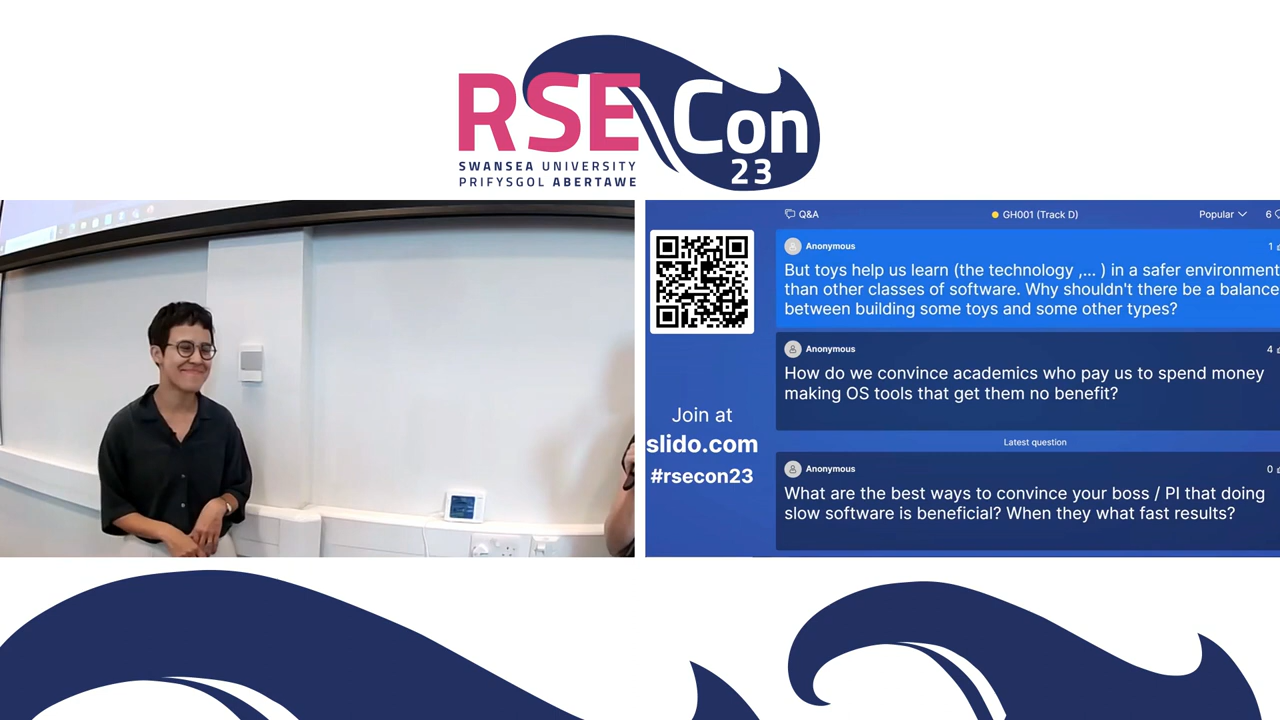 RSE Con
23
SWANSEA UNIVERSITY
PRIFYSGOL ABERTAWE
Q&A
GH001 (Track D)
Popular
6
Join at
slido.com
#rsecon23
Anonymous
1
But toys help us learn (the technology ,... ) in a safer environment
than other classes of software. Why shouldn't there be a balance
between building some toys and some other types?
Anonymous
4
How do we convince academics who pay us to spend money
making OS tools that get them no benefit?
Latest question
Anonymous
0
What are the best ways to convince your boss / PI that doing
slow software is beneficial? When they what fast results?